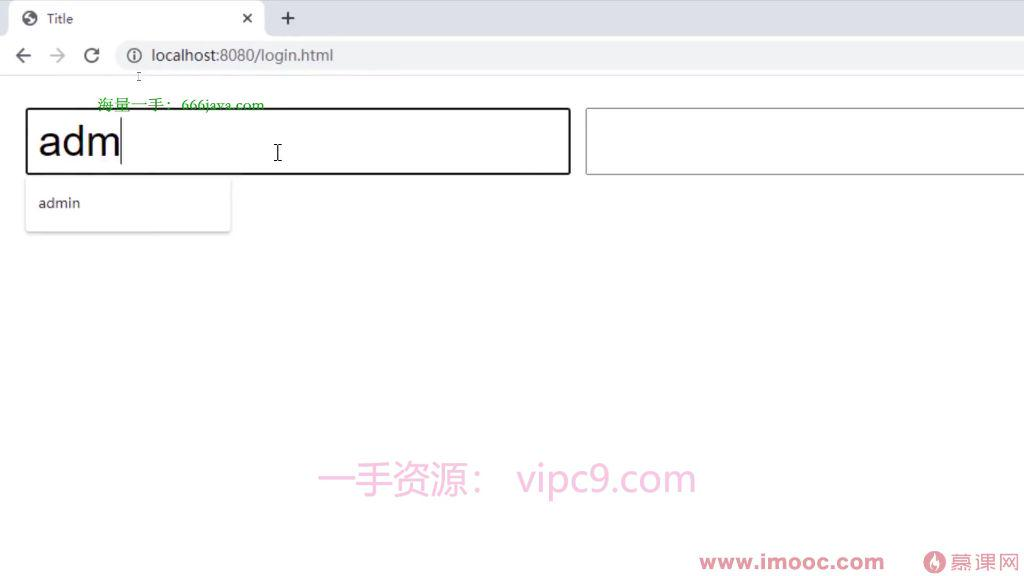 Title
localhost:8080/login.html
海量一手：666java.com
adm
admin
一手资源： vipc9.com
www.imooc.com 慕课网